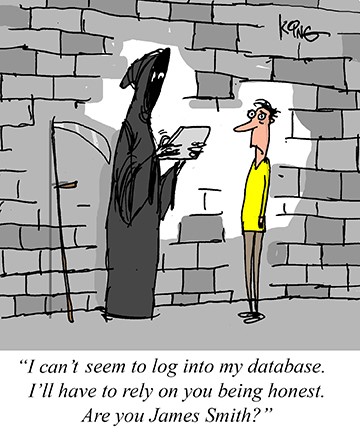 KING
“I can’t seem to log into my database.
I’ll have to rely on you being honest.
Are you James Smith?”